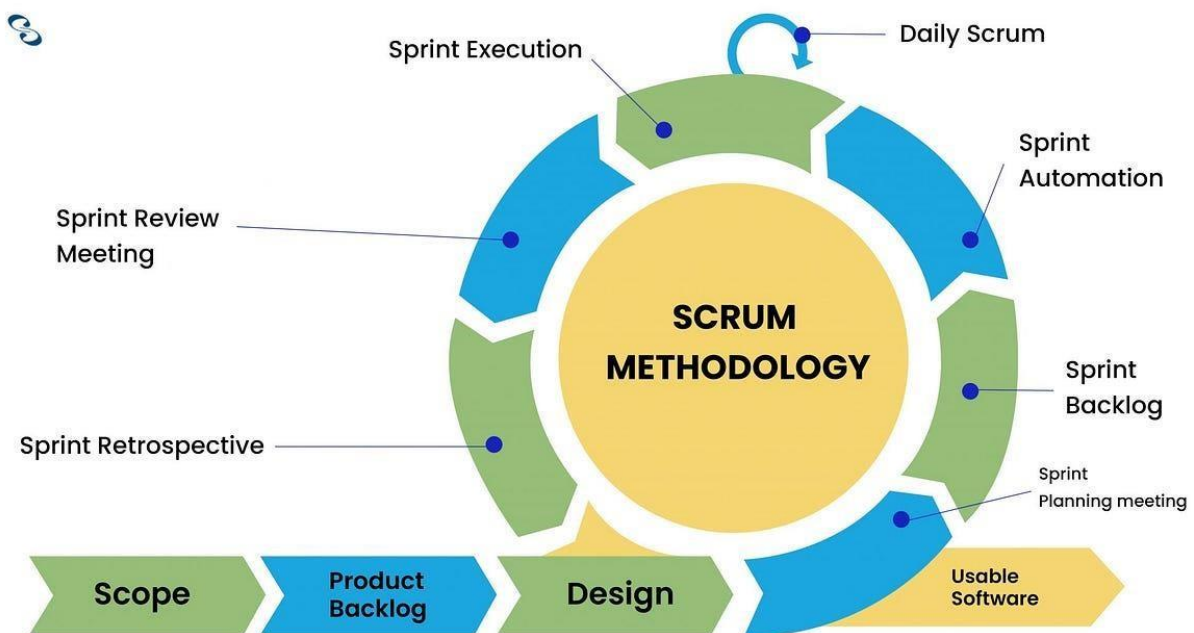 Daily Scrum
Sprint Execution
Sprint
Automation
Sprint Review
Meeting
SCRUM
METHODOLOGY
Sprint
Backlog
Sprint Retrospective
Sprint
Planning meeting
Scope
Product
Backlog
Design
Usable
Software